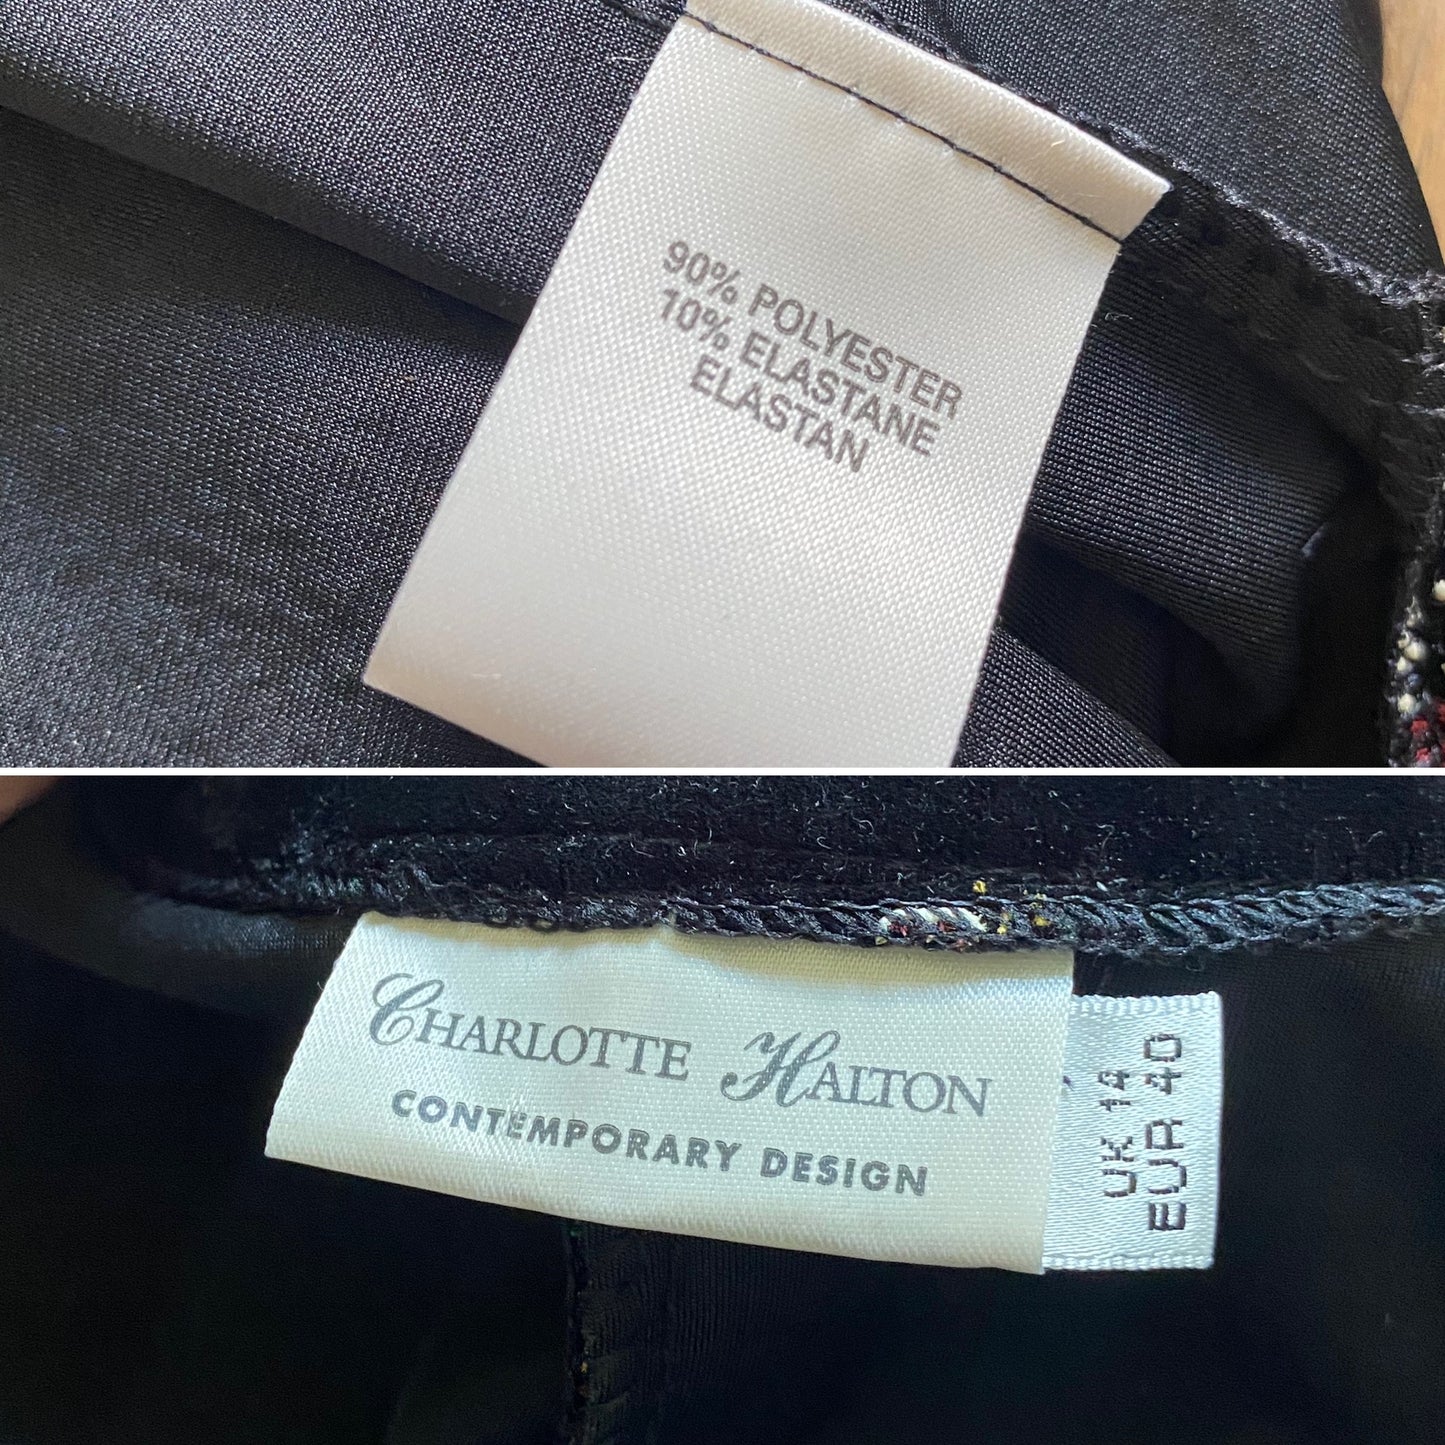 90% POLYESTER
10% ELASTANE
ELASTAN
CHARLOTTE HALTON
CONTEMPORARY DESIGN
UK 14
EUR 40